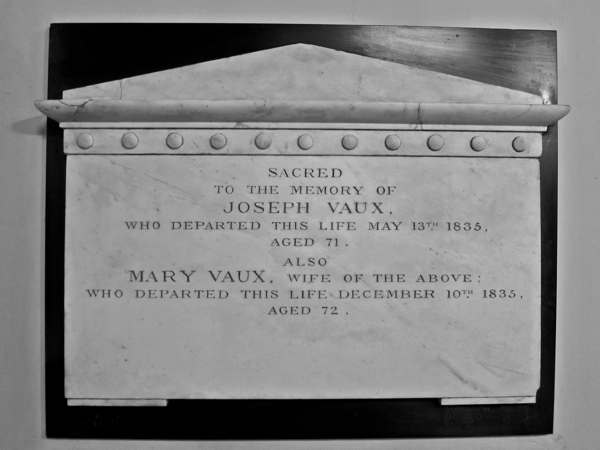 SACRED
TO THE MEMORY OF
JOSEPH VAUX,
WHO DEPARTED THIS LIFE MAY 13TH 1835,
AGED 71.
ALSO
MARY VAUX, WIFE OF THE ABOVE:
WHO DEPARTED THIS LIFE DECEMBER 10TH 1835,
AGED 72.